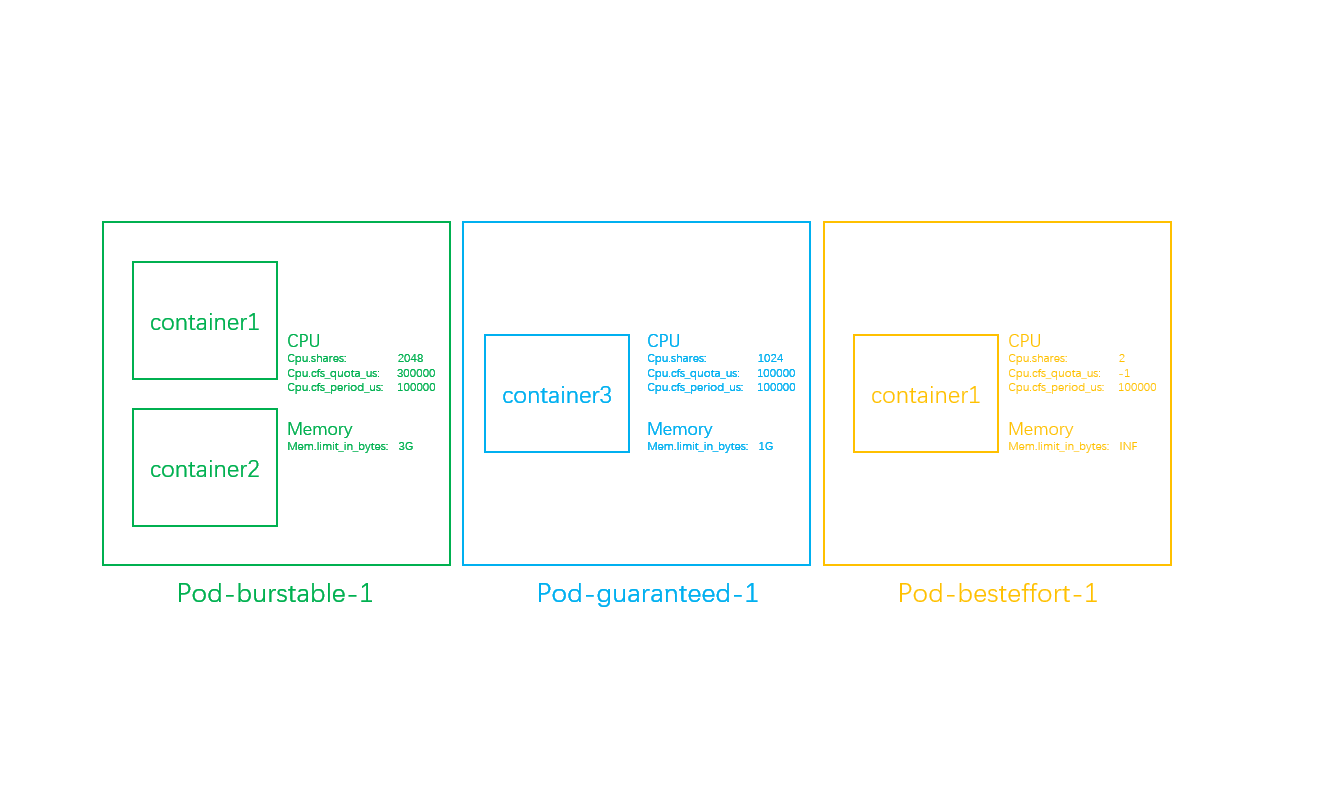 container1
CPU
Cpu.shares: 2048
Cpu.cfs_quota_us: 300000
Cpu.cfs_period_us: 100000
Memory
Mem.limit_in_bytes: 3G
container2
Pod-burstable-1
container3
CPU
Cpu.shares: 1024
Cpu.cfs_quota_us: 100000
Cpu.cfs_period_us: 100000
Memory
Mem.limit_in_bytes: 1G
Pod-guaranteed-1
container1
CPU
Cpu.shares: 2
Cpu.cfs_quota_us: -1
Cpu.cfs_period_us: 100000
Memory
Mem.limit_in_bytes: INF
Pod-besteffort-1